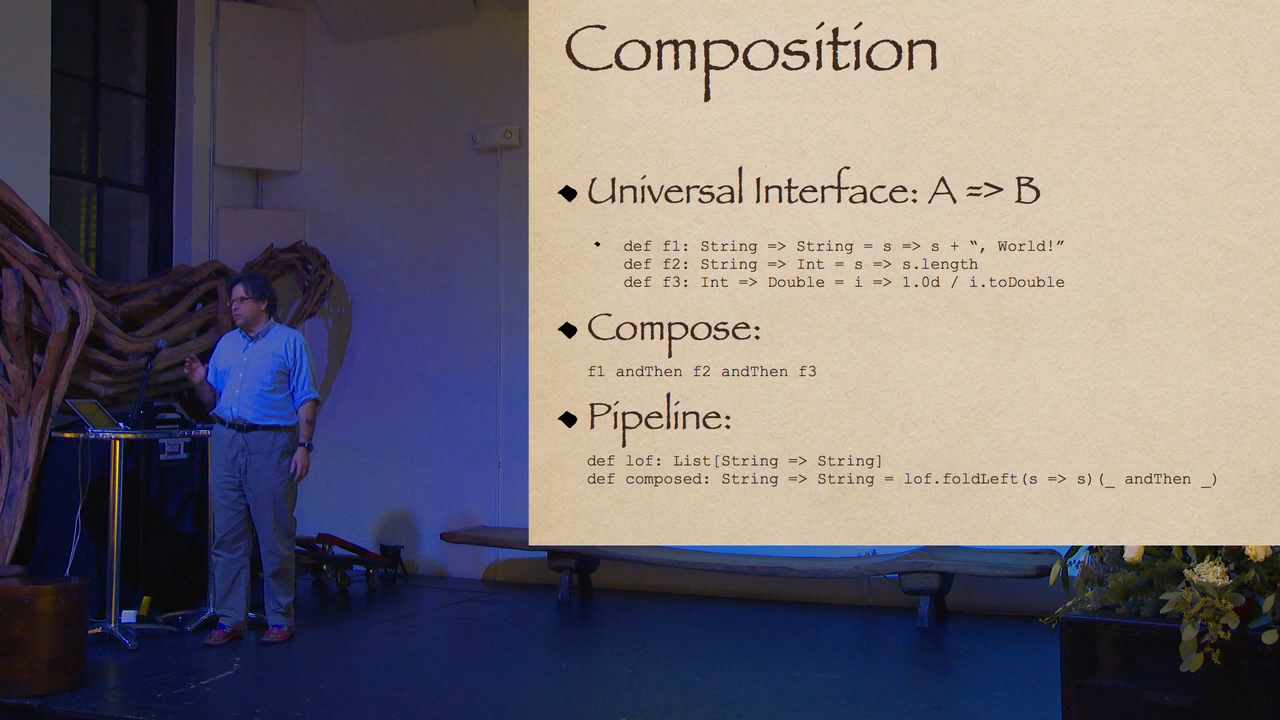 Composition
Universal Interface: A => B
def f1: String => String = s => s + “, World!”
def f2: String => Int = s => s.length
def f3: Int => Double = i => 1.0d / i.toDouble
Compose:
f1 andThen f2 andThen f3
Pipeline:
def lof: List[String => String]
def composed: String => String = lof.foldLeft(s => s)(_ andThen _)